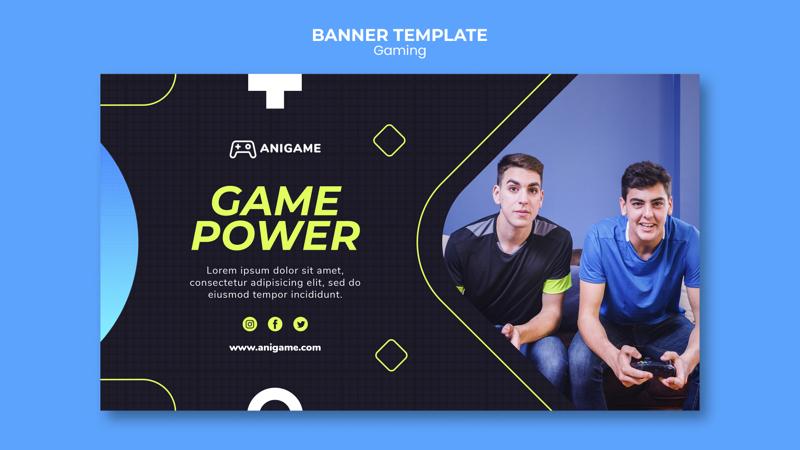 BANNER TEMPLATE
Gaming
ANIGAME
GAME
POWER
Lorem ipsum dolor sit amet,
consectetur adipisicing elit, sed do
eiusmod tempor incididunt.
www.anigame.com